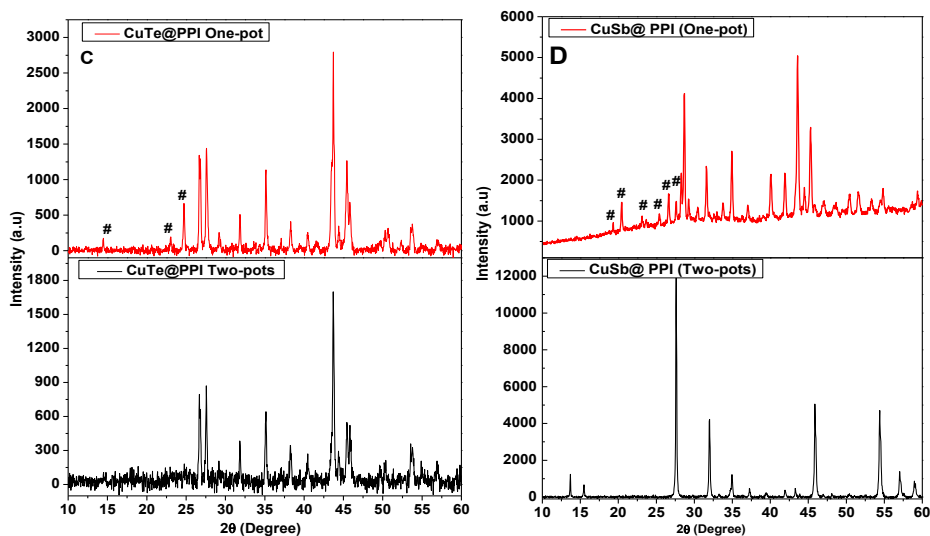 CuTe@PPI One-pot
C
#
#
#
3000
2500
2000
1500
1000
500
0
CuTe@PPI Two-pots
1800
1500
1200
900
600
300
0
Intensity (a.u)
10 15 20 25 30 35 40 45 50 55 60
2θ (Degree)
CuSb@ PPI (One-pot)
D
# # # # # #
6000
5000
4000
3000
2000
1000
CuSb@ PPI (Two-pots)
12000
10000
8000
6000
4000
2000
0
Intensity (a.u)
10 15 20 25 30 35 40 45 50 55 60
2θ (Degree)